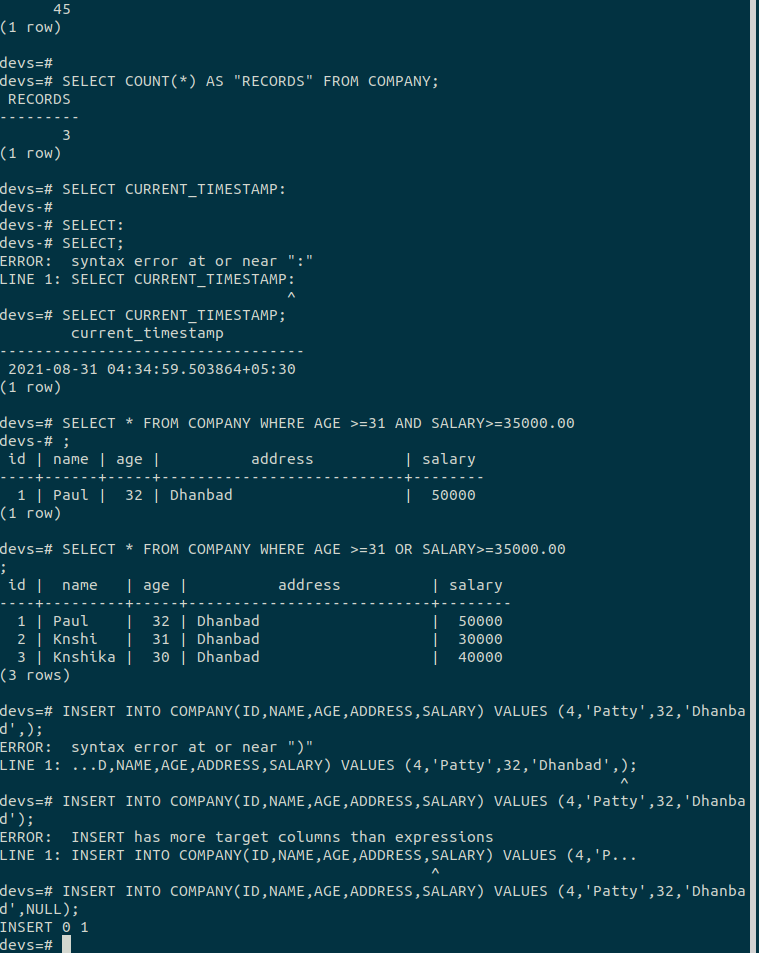 45
(1 row)
devs=#
devs=# SELECT COUNT(*) AS "RECORDS" FROM COMPANY;
 RECORDS
---------
       3
(1 row)
devs=# SELECT CURRENT_TIMESTAMP:
devs-#
devs-# SELECT:
devs-# SELECT;
ERROR:  syntax error at or near ":"
LINE 1: SELECT CURRENT_TIMESTAMP:
                                ^
devs=# SELECT CURRENT_TIMESTAMP;
        current_timestamp
----------------------------------
 2021-08-31 04:34:59.503864+05:30
(1 row)
devs=# SELECT * FROM COMPANY WHERE AGE >=31 AND SALARY>=35000.00
devs-# ;
 id | name | age |          address          | salary
----+------+-----+---------------------------+--------
  1 | Paul |  32 | Dhanbad                   |  50000
(1 row)
devs=# SELECT * FROM COMPANY WHERE AGE >=31 OR SALARY>=35000.00
;
 id |  name   | age |          address          | salary
----+---------+-----+---------------------------+--------
  1 | Paul    |  32 | Dhanbad                   |  50000
  2 | Knshi   |  31 | Dhanbad                   |  30000
  3 | Knshika |  30 | Dhanbad                   |  40000
(3 rows)
devs=# INSERT INTO COMPANY(ID,NAME,AGE,ADDRESS,SALARY) VALUES (4,'Patty',32,'Dhanba
d',);
ERROR:  syntax error at or near ")"
LINE 1: ...D,NAME,AGE,ADDRESS,SALARY) VALUES (4,'Patty',32,'Dhanbad',);
                                                                     ^
devs=# INSERT INTO COMPANY(ID,NAME,AGE,ADDRESS,SALARY) VALUES (4,'Patty',32,'Dhanba
d');
ERROR:  INSERT has more target columns than expressions
LINE 1: INSERT INTO COMPANY(ID,NAME,AGE,ADDRESS,SALARY) VALUES (4,'P...
                                                ^
devs=# INSERT INTO COMPANY(ID,NAME,AGE,ADDRESS,SALARY) VALUES (4,'Patty',32,'Dhanba
d',NULL);
INSERT 0 1
devs=#